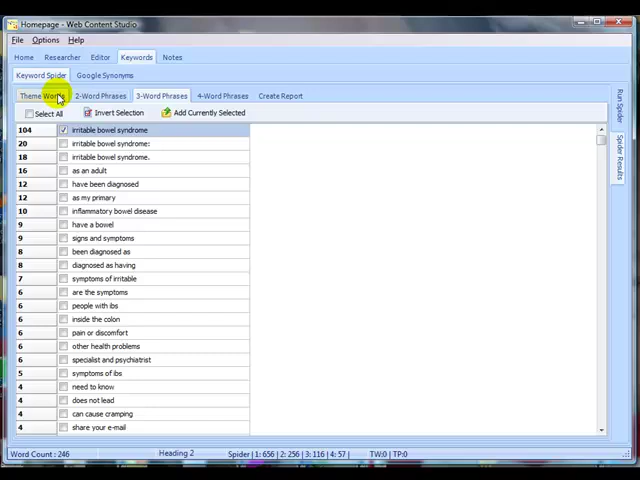 Homepage - Web Content Studio
File Options Help
Home Researcher Editor Keywords Notes
Keyword Spider Google Synonyms
Theme Words 2-Word Phrases 3-Word Phrases 4-Word Phrases Create Report
Select All Invert Selection Add Currently Selected
104 irritable bowel syndrome
20 irritable bowel syndrome:
18 irritable bowel syndrome.
16 as an adult
12 have been diagnosed
12 as my primary
10 inflammatory bowel disease
9 have a bowel
9 signs and symptoms
8 been diagnosed as
8 diagnosed as having
7 symptoms of irritable
6 are the symptoms
6 people with ibs
6 inside the colon
6 pain or discomfort
6 other health problems
6 specialist and psychiatrist
5 symptoms of ibs
4 need to know
4 does not lead
4 can cause cramping
4 share your e-mail
Run Spider
Spider Results
Word Count : 246 Heading 2 Spider | 1: 656 | 2: 256 | 3: 116 | 4: 57 | TW:0 | TP:0